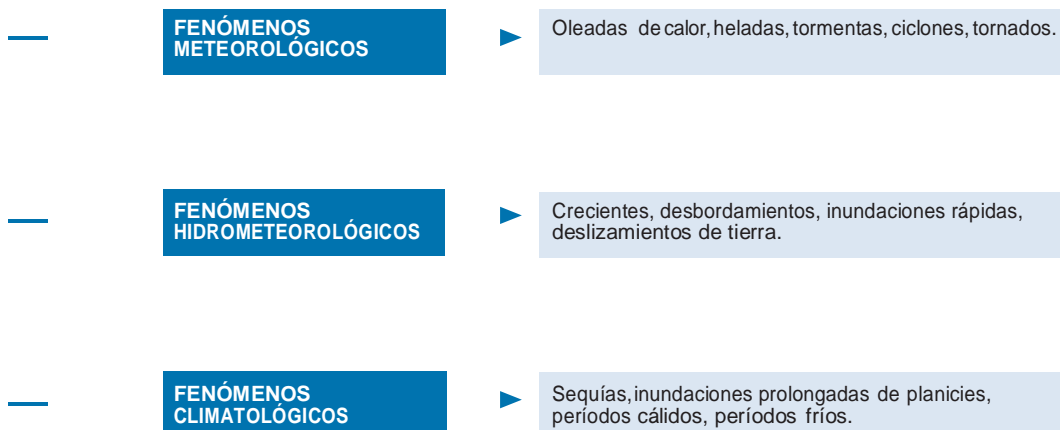 FENÓMENOS
METEOROLÓGICOS
Oleadas de calor, heladas, tormentas, ciclones, tornados.
FENÓMENOS
HIDROMETEOROLÓGICOS
Crecientes, desbordamientos, inundaciones rápidas,
deslizamientos de tierra.
FENÓMENOS
CLIMATOLÓGICOS
Sequías, inundaciones prolongadas de planicies,
períodos cálidos, períodos fríos.